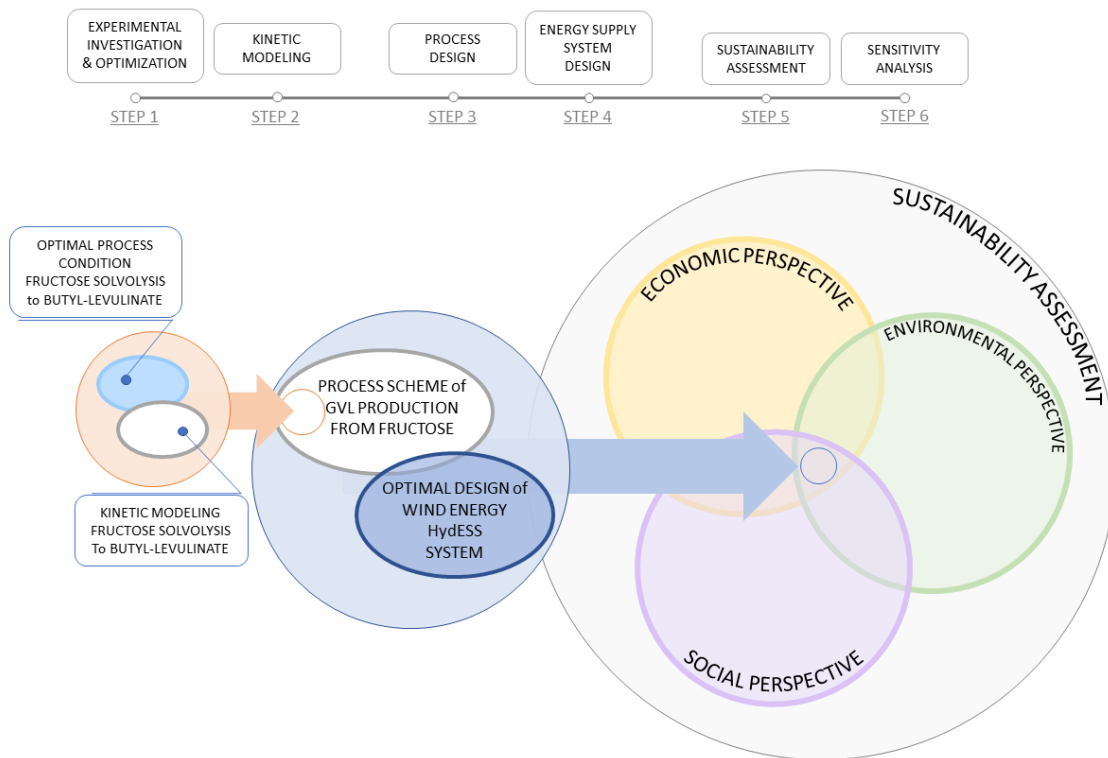 EXPERIMENTAL
INVESTIGATION
& OPTIMIZATION
KINETIC
MODELING
PROCESS
DESIGN
ENERGY SUPPLY
SYSTEM
DESIGN
SUSTAINABILITY
ASSESSMENT
SENSITIVITY
ANALYSIS
STEP 1
STEP 2
STEP 3
STEP 4
STEP 5
STEP 6
OPTIMAL PROCESS
CONDITION
FRUCTOSE SOLVOLYSIS
to BUTYL-LEVULINATE
KINETIC MODELING
FRUCTOSE SOLVOLYSIS
To BUTYL-LEVULINATE
PROCESS SCHEME of
GVL PRODUCTION
FROM FRUCTOSE
OPTIMAL DESIGN of
WIND ENERGY
HydESS
SYSTEM
SUSTAINABILITY ASSESSMENT
ECONOMIC PERSPECTIVE
ENVIRONMENTAL PERSPECTIVE
SOCIAL PERSPECTIVE